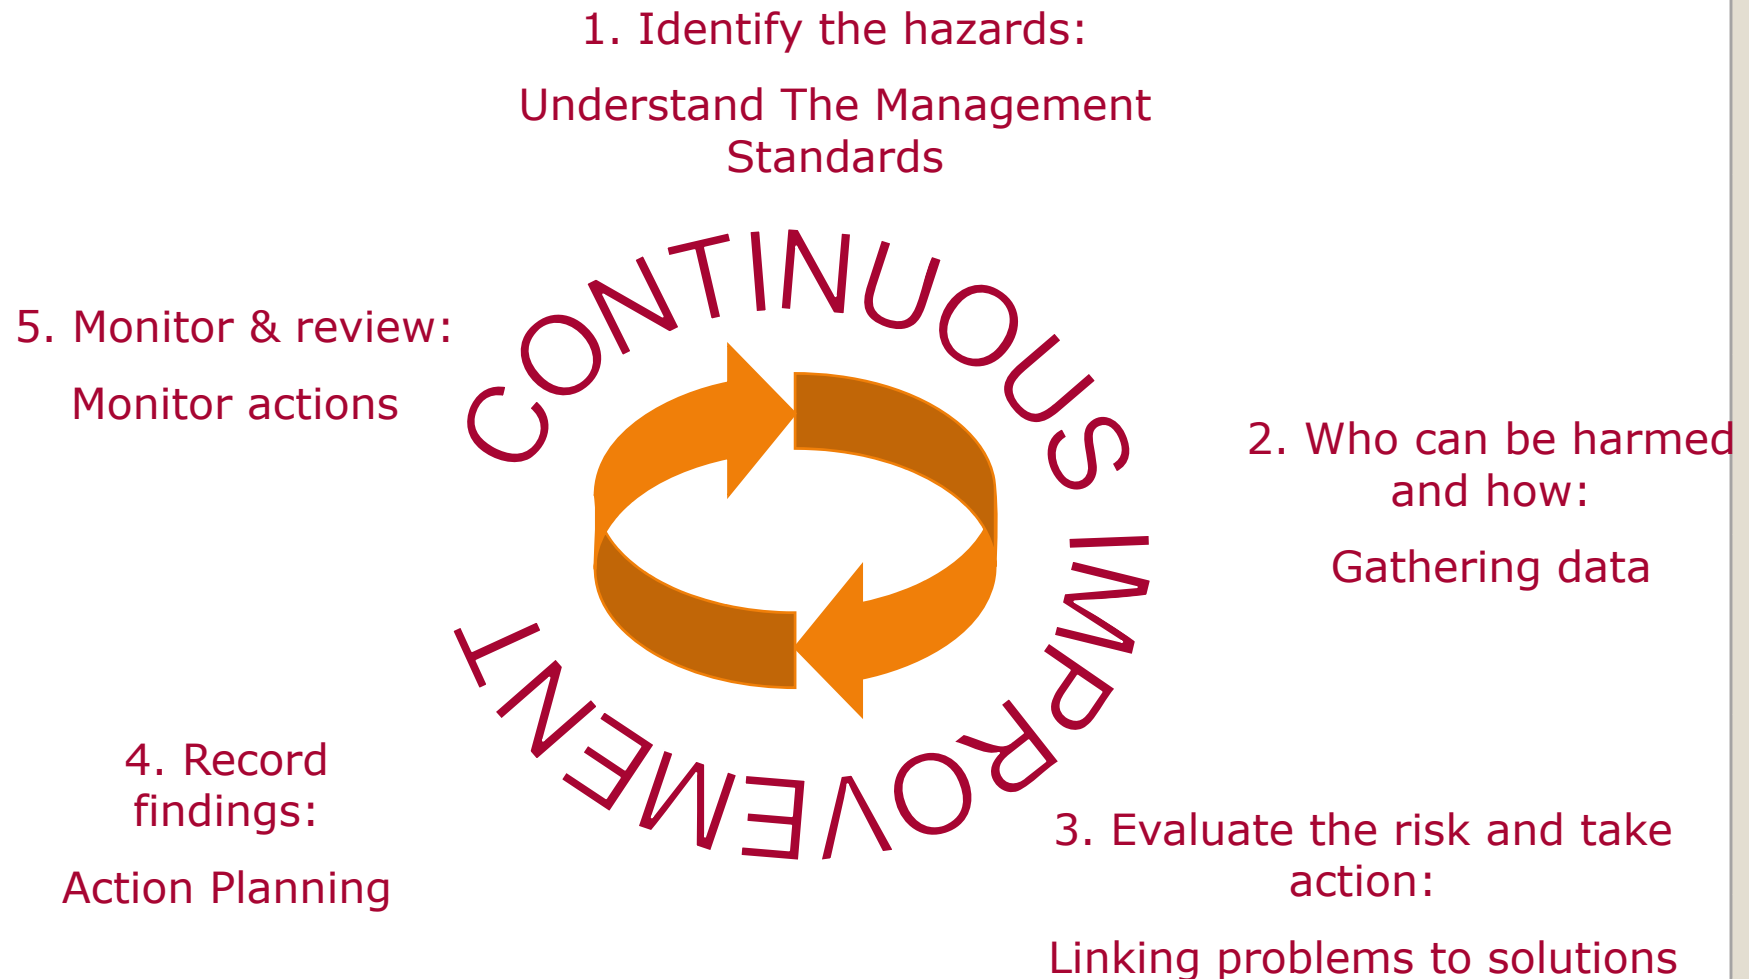 1. Identify the hazards:
Understand The Management
Standards
CONTINUOUS IMPROVEMENT
2. Who can be harmed
and how:
Gathering data
3. Evaluate the risk and take
action:
Linking problems to solutions
4. Record
findings:
Action Planning
5. Monitor & review:
Monitor actions